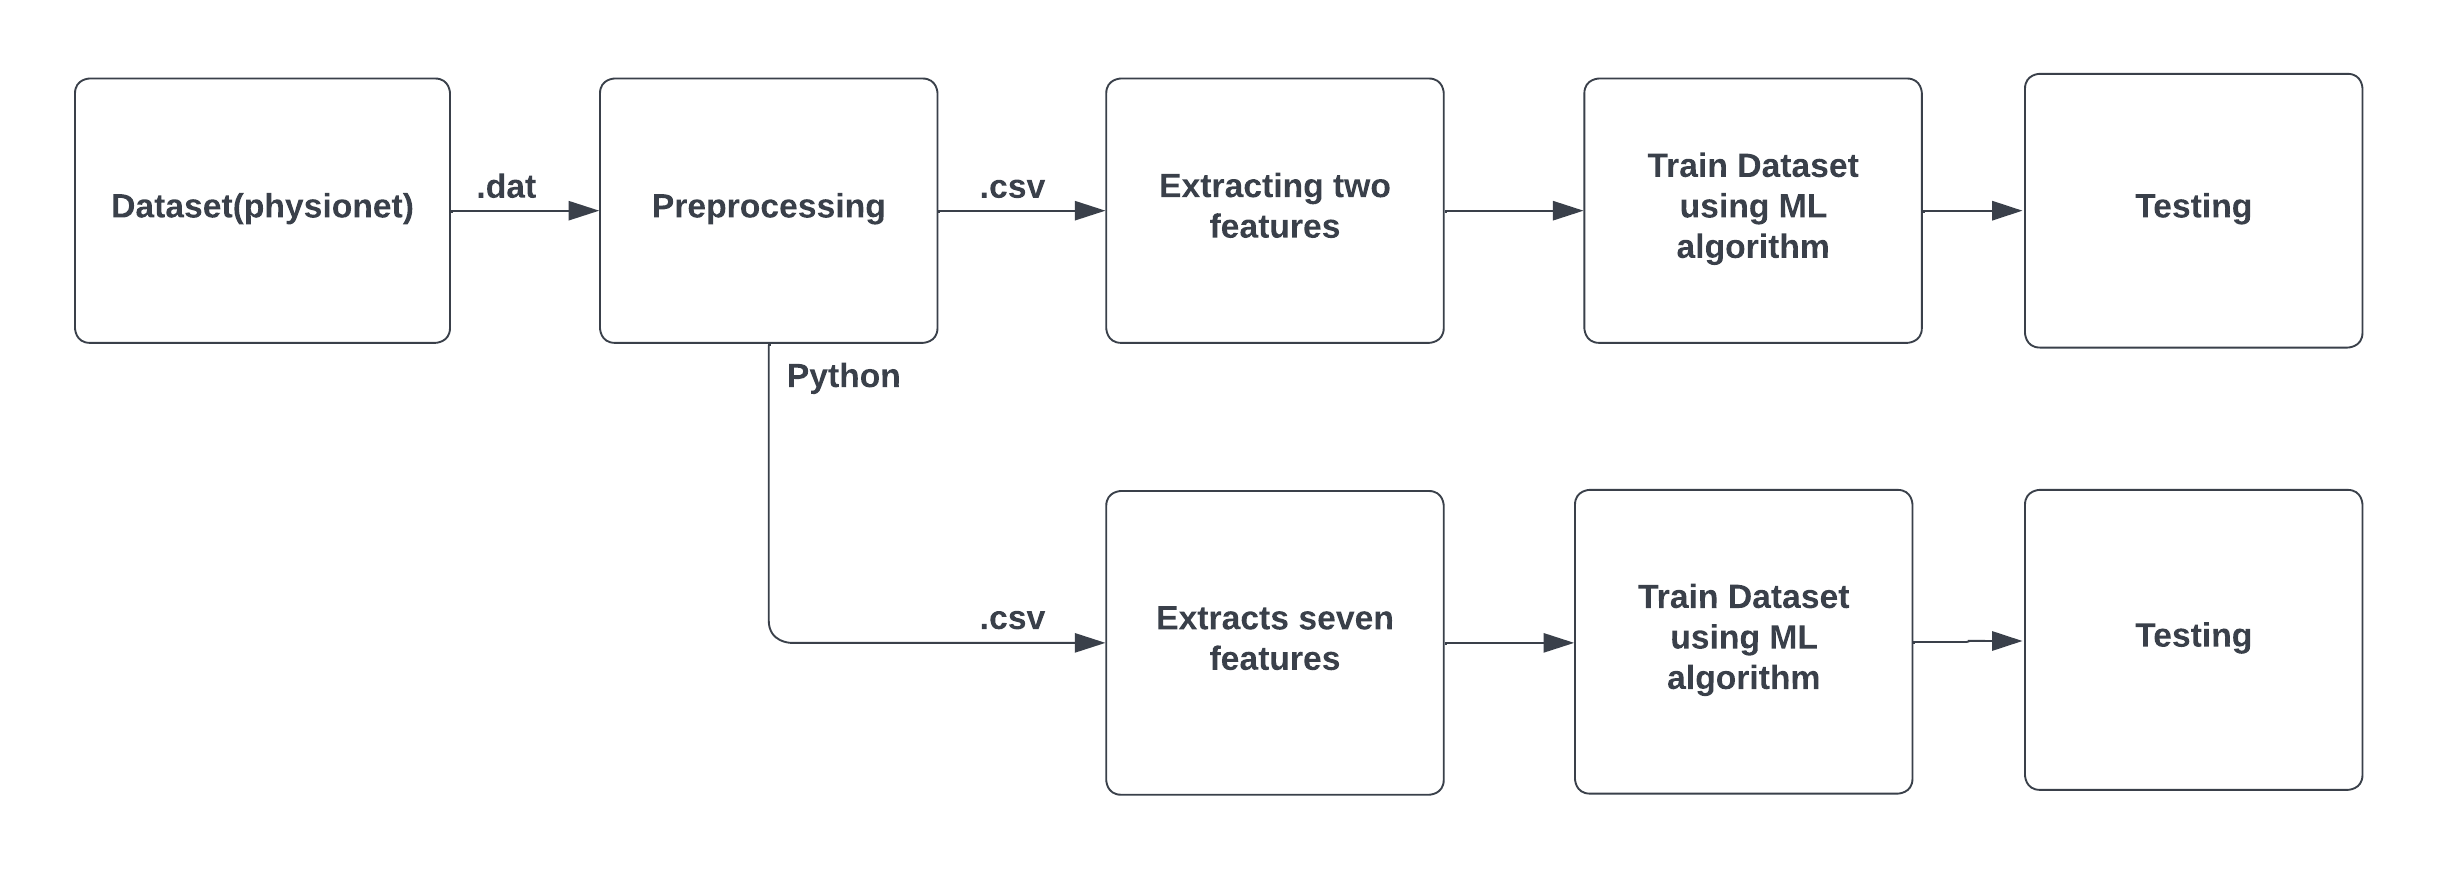 Dataset(physionet)
.dat
Preprocessing
.csv
Extracting two
features
Train Dataset
using ML
algorithm
Testing
Python
.csv
Extracts seven
features
Train Dataset
using ML
algorithm
Testing